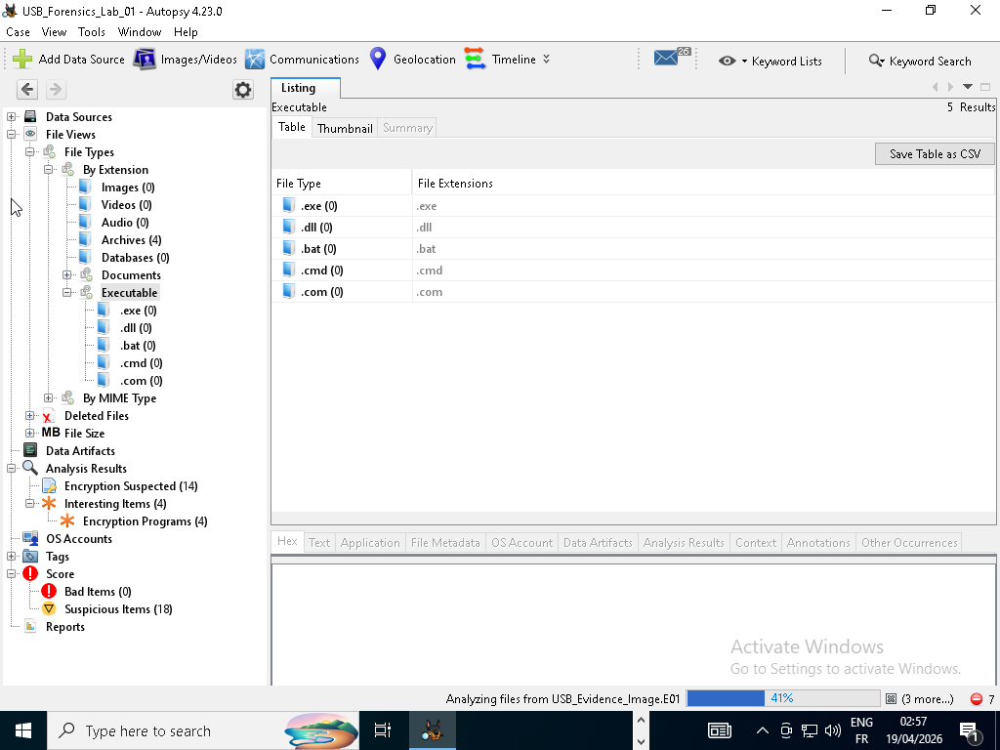 USB_Forensics_Lab_01 - Autopsy 4.23.0
Case View Tools Window Help
Add Data Source Images/Videos Communications Geolocation Timeline 26 Keyword Lists Keyword Search
Listing
Executable 5 Results
Table Thumbnail Summary
Save Table as CSV
File Type File Extensions
.exe (0) .exe
.dll (0) .dll
.bat (0) .bat
.cmd (0) .cmd
.com (0) .com
Data Sources
File Views
File Types
By Extension
Images (0)
Videos (0)
Audio (0)
Archives (4)
Databases (0)
Documents
Executable
.exe (0)
.dll (0)
.bat (0)
.cmd (0)
.com (0)
By MIME Type
Deleted Files
MB File Size
Data Artifacts
Analysis Results
Encryption Suspected (14)
Interesting Items (4)
Encryption Programs (4)
OS Accounts
Tags
Score
Bad Items (0)
Suspicious Items (18)
Reports
Hex Text Application File Metadata OS Account Data Artifacts Analysis Results Context Annotations Other Occurrences
Activate Windows
Go to Settings to activate Windows.
Analyzing files from USB_Evidence_Image.E01 41% (3 more...) 7
Type here to search
ENG
FR
02:57
19/04/2026
1